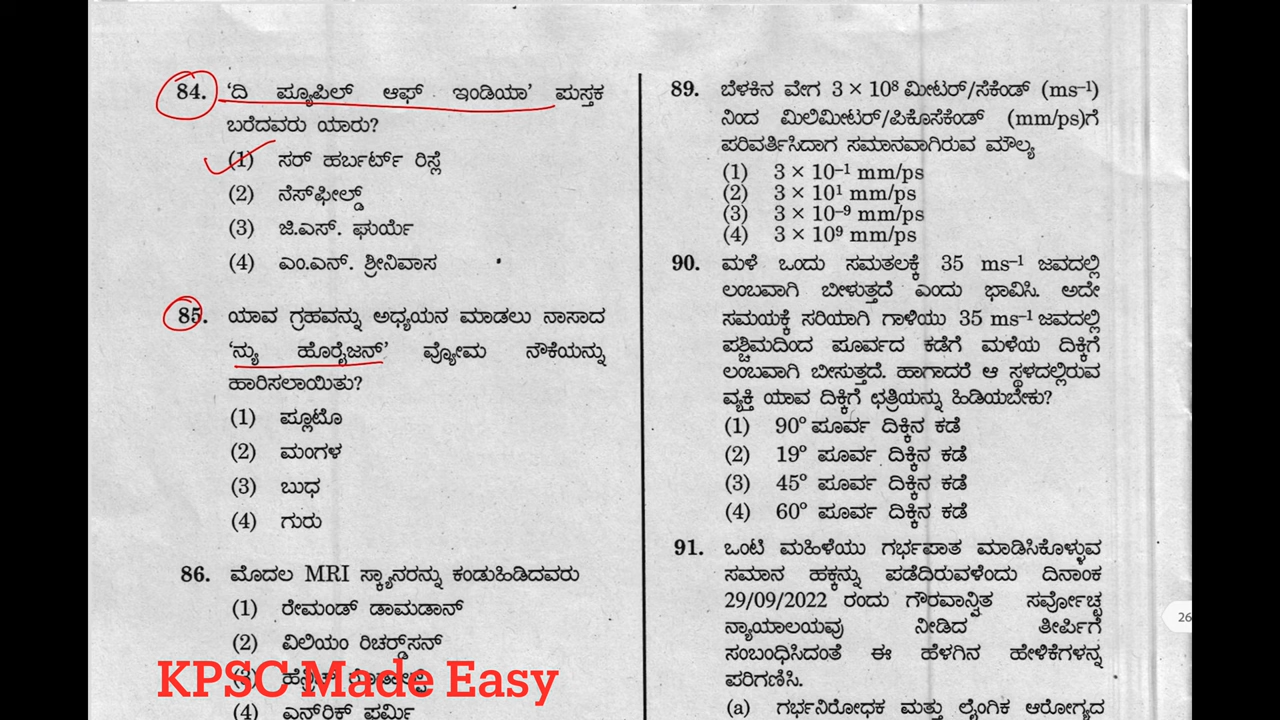 84. ‘ದಿ ಪ್ಯೂಪಿಲ್ ಆಫ್ ಇಂಡಿಯಾ’ ಪುಸ್ತಕ
ಬರೆದವರು ಯಾರು?
(1) ಸರ್ ಹರ್ಬರ್ಟ್ ರಿಸ್ಲೆ
(2) ನೆಸ್‌ಫೀಲ್ಡ್
(3) ಜಿ.ಎಸ್. ಘುರ್ಯೆ
(4) ಎಂ.ಎನ್. ಶ್ರೀನಿವಾಸ
85. ಯಾವ ಗ್ರಹವನ್ನು ಅಧ್ಯಯನ ಮಾಡಲು ನಾಸಾದ
‘ನ್ಯು ಹೊರೈಜನ್’ ವ್ಯೋಮ ನೌಕೆಯನ್ನು
ಹಾರಿಸಲಾಯಿತು?
(1) ಪ್ಲೂಟೊ
(2) ಮಂಗಳ
(3) ಬುಧ
(4) ಗುರು
86. ಮೊದಲ MRI ಸ್ಕ್ಯಾನರನ್ನು ಕಂಡುಹಿಡಿದವರು
(1) ರೇಮಂಡ್ ಡಾಮಡಾನ್
(2) ವಿಲಿಯಂ ರಿಚರ್ಡ್‌ಸನ್
KPSC Made Easy
(4) ಎನ್‌ರಿಕ್ ಫರ್ಮಿ
89. ಬೆಳಕಿನ ವೇಗ 3 × 10⁸ ಮೀಟರ್/ಸೆಕೆಂಡ್ (ms⁻¹)
ನಿಂದ ಮಿಲಿಮೀಟರ್/ಪಿಕೊಸೆಕೆಂಡ್ (mm/ps)ಗೆ
ಪರಿವರ್ತಿಸಿದಾಗ ಸಮಾನವಾಗಿರುವ ಮೌಲ್ಯ
(1) 3 × 10⁻¹ mm/ps
(2) 3 × 10¹ mm/ps
(3) 3 × 10⁻⁹ mm/ps
(4) 3 × 10⁹ mm/ps
90. ಮಳೆ ಒಂದು ಸಮತಲಕ್ಕೆ 35 ms⁻¹ ಜವದಲ್ಲಿ
ಲಂಬವಾಗಿ ಬೀಳುತ್ತದೆ ಎಂದು ಭಾವಿಸಿ. ಅದೇ
ಸಮಯಕ್ಕೆ ಸರಿಯಾಗಿ ಗಾಳಿಯು 35 ms⁻¹ ಜವದಲ್ಲಿ
ಪಶ್ಚಿಮದಿಂದ ಪೂರ್ವದ ಕಡೆಗೆ ಮಳೆಯ ದಿಕ್ಕಿಗೆ
ಲಂಬವಾಗಿ ಬೀಸುತ್ತದೆ. ಹಾಗಾದರೆ ಆ ಸ್ಥಳದಲ್ಲಿರುವ
ವ್ಯಕ್ತಿ ಯಾವ ದಿಕ್ಕಿಗೆ ಛತ್ರಿಯನ್ನು ಹಿಡಿಯಬೇಕು?
(1) 90° ಪೂರ್ವ ದಿಕ್ಕಿನ ಕಡೆ
(2) 19° ಪೂರ್ವ ದಿಕ್ಕಿನ ಕಡೆ
(3) 45° ಪೂರ್ವ ದಿಕ್ಕಿನ ಕಡೆ
(4) 60° ಪೂರ್ವ ದಿಕ್ಕಿನ ಕಡೆ
91. ಒಂಟಿ ಮಹಿಳೆಯು ಗರ್ಭಪಾತ ಮಾಡಿಸಿಕೊಳ್ಳುವ
ಸಮಾನ ಹಕ್ಕನ್ನು ಪಡೆದಿರುವಳೆಂದು ದಿನಾಂಕ
29/09/2022 ರಂದು ಗೌರವಾನ್ವಿತ ಸರ್ವೋಚ್ಛ
ನ್ಯಾಯಾಲಯವು ನೀಡಿದ ತೀರ್ಪಿಗೆ
ಸಂಬಂಧಿಸಿದಂತೆ ಈ ಹೆಳಗಿನ ಹೇಳಿಕೆಗಳನ್ನ
ಪರಿಗಣಿಸಿ.
(a) ಗರ್ಭನಿರೋಧಕ ಮತ್ತು ಲೈಂಗಿಕ ಆರೋಗ್ಯದ
26